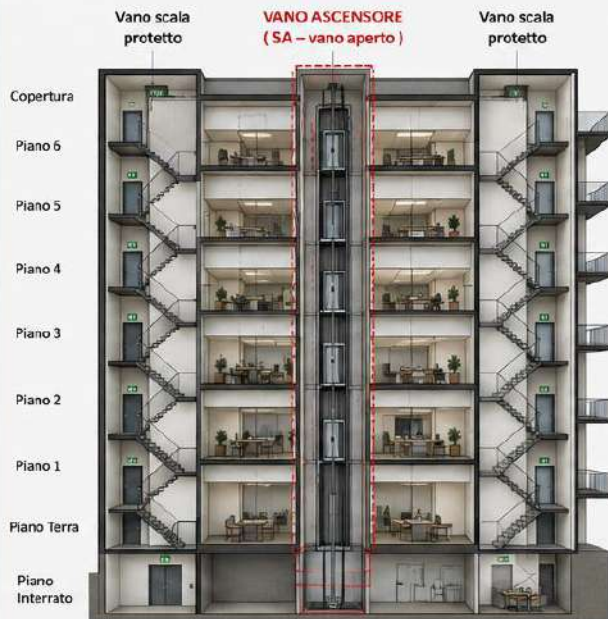 Vano scala
protetto
VANO ASCENSORE
( SA – vano aperto )
Vano scala
protetto
Copertura
Piano 6
Piano 5
Piano 4
Piano 3
Piano 2
Piano 1
Piano Terra
Piano
Interrato